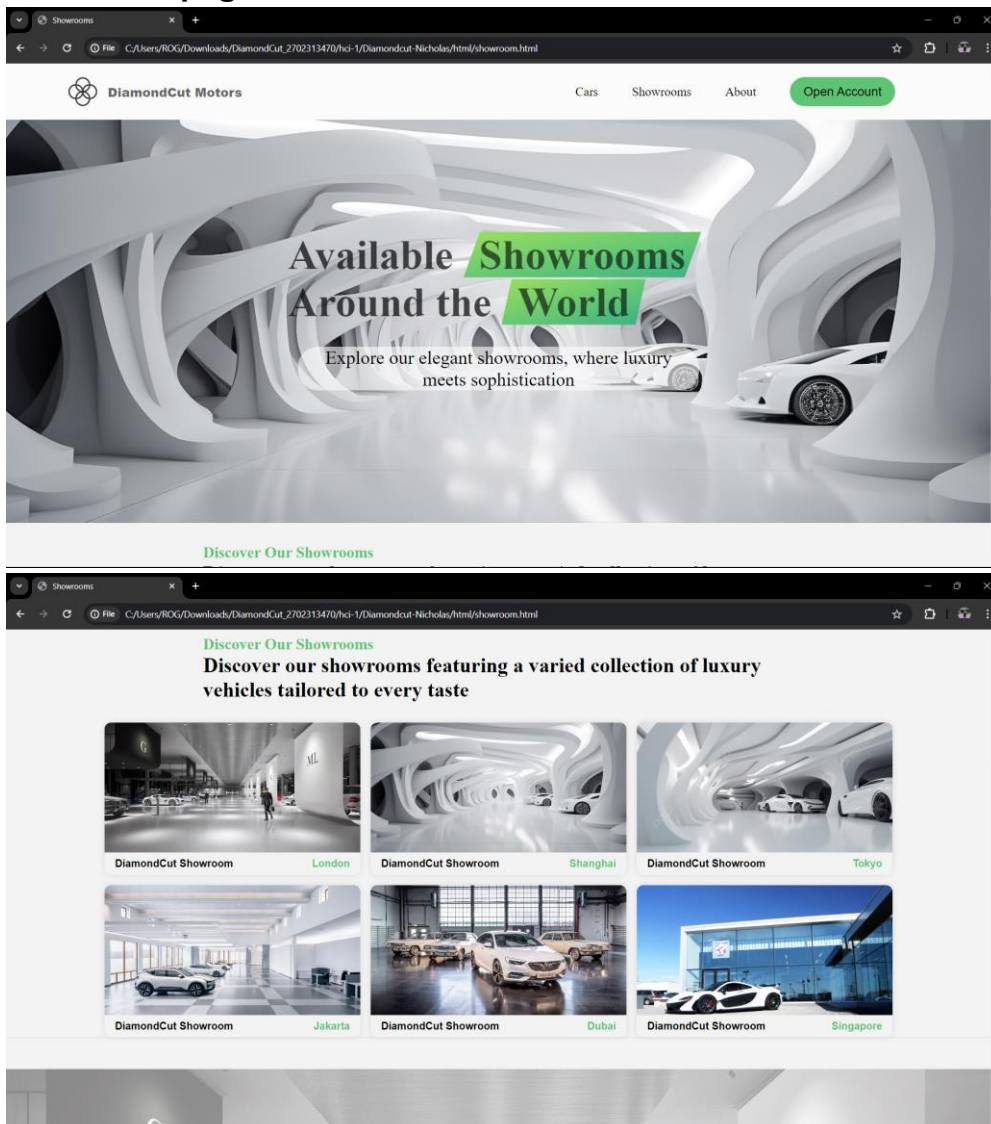 Showrooms
File C:/Users/ROG/Downloads/DiamondCut_2702313470/hci-1/Diamondcut-Nicholas/html/showroom.html
DiamondCut Motors Cars Showrooms About Open Account
Available Showrooms
Around the World
Explore our elegant showrooms, where luxury
meets sophistication
Discover Our Showrooms
Showrooms
File C:/Users/ROG/Downloads/DiamondCut_2702313470/hci-1/Diamondcut-Nicholas/html/showroom.html
Discover Our Showrooms
Discover our showrooms featuring a varied collection of luxury
vehicles tailored to every taste
G
ML
DiamondCut Showroom London
DiamondCut Showroom Shanghai
DiamondCut Showroom Tokyo
DiamondCut Showroom Jakarta
DiamondCut Showroom Dubai
DiamondCut Showroom Singapore